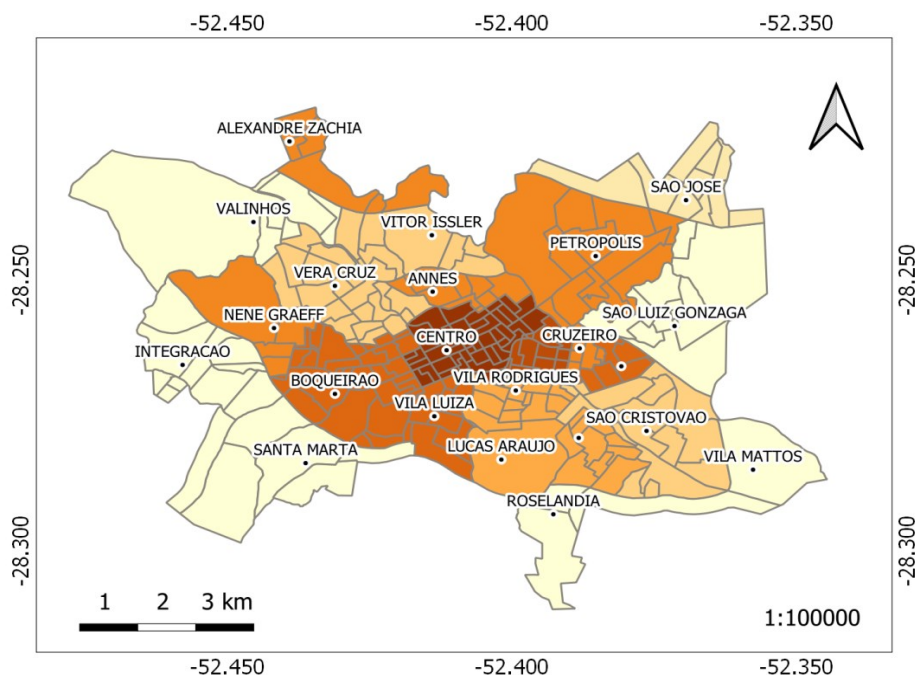 -52.450 -52.400 -52.350
ALEXANDRE ZACHIA
SAO JOSE
VALINHOS
VITOR ISSLER
PETROPOLIS
-28.250
-28.250
VERA CRUZ
ANNES
NENE GRAEFF
SAO LUIZ GONZAGA
CENTRO
CRUZEIRO
INTEGRACAO
BOQUEIRAO
VILA RODRIGUES
VILA LUIZA
SAO CRISTOVAO
SANTA MARTA
LUCAS ARAUJO
VILA MATTOS
ROSELANDIA
-28.300
-28.300
1 2 3 km
1:100000
-52.450 -52.400 -52.350